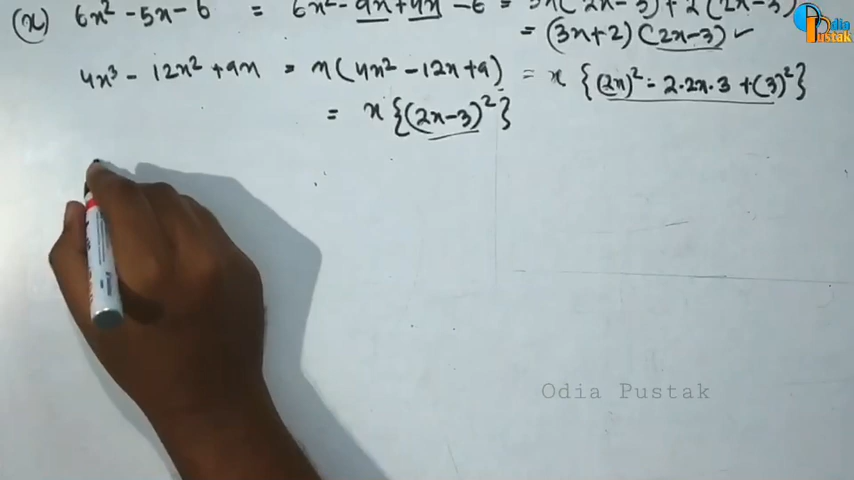 (x) 6x² - 5x - 6 = 6x² - 9x + 4x - 6 = 3x(2x-3) + 2(2x-3)
= (3x+2)(2x-3) ✓
4x³ - 12x² + 9x = x(4x² - 12x + 9) = x{(2x)² - 2·2x·3 + (3)²}
= x{(2x-3)²}
Odia Pustak
Odia Pustak